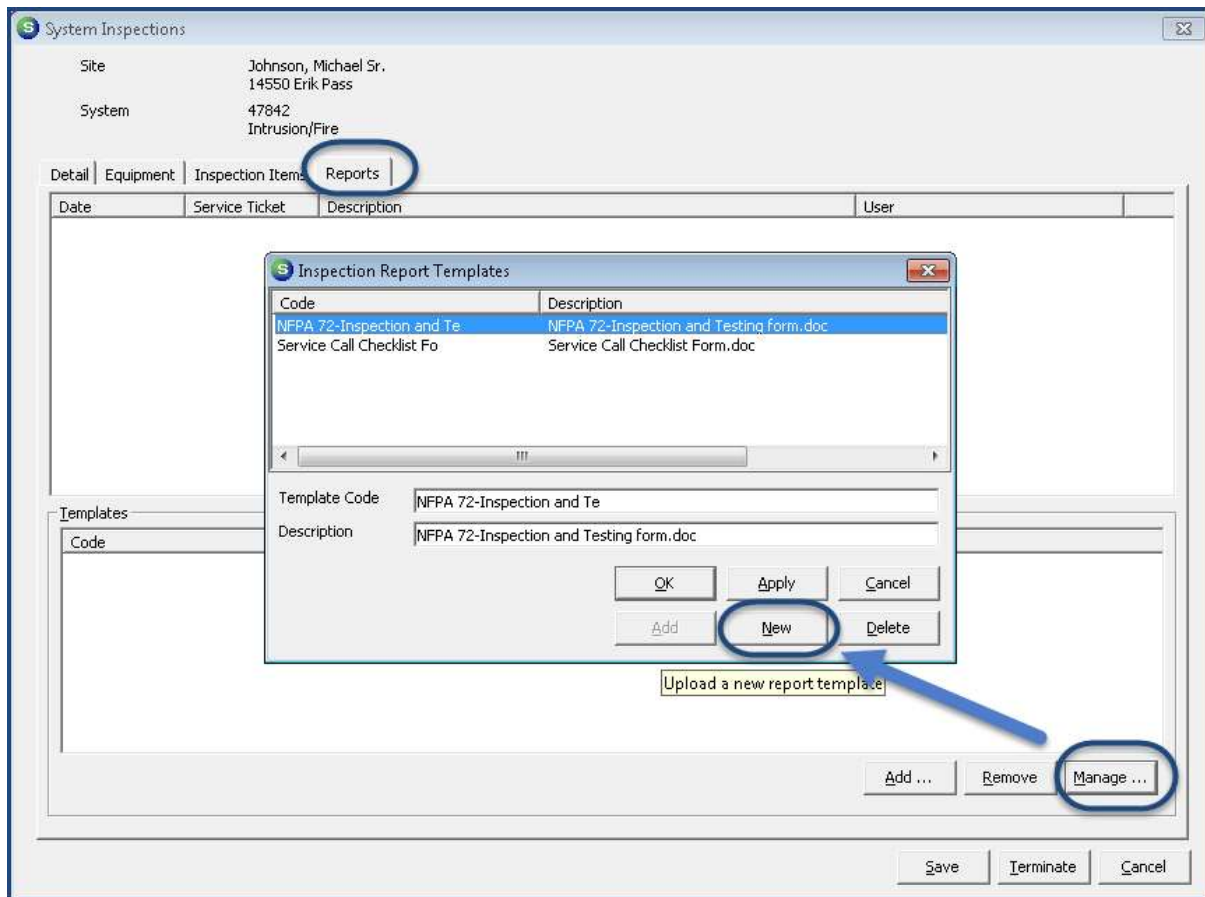 System Inspections
Site Johnson, Michael Sr.
14550 Erik Pass
System 47842
Intrusion/Fire
Detail Equipment Inspection Items Reports
Date Service Ticket Description User
Inspection Report Templates
Code Description
NFPA 72-Inspection and Te NFPA 72-Inspection and Testing form.doc
Service Call Checklist Fo Service Call Checklist Form.doc
Template Code NFPA 72-Inspection and Te
Description NFPA 72-Inspection and Testing form.doc
OK Apply Cancel
Add New Delete
Upload a new report template
Templates
Code
Add ... Remove Manage ...
Save Terminate Cancel